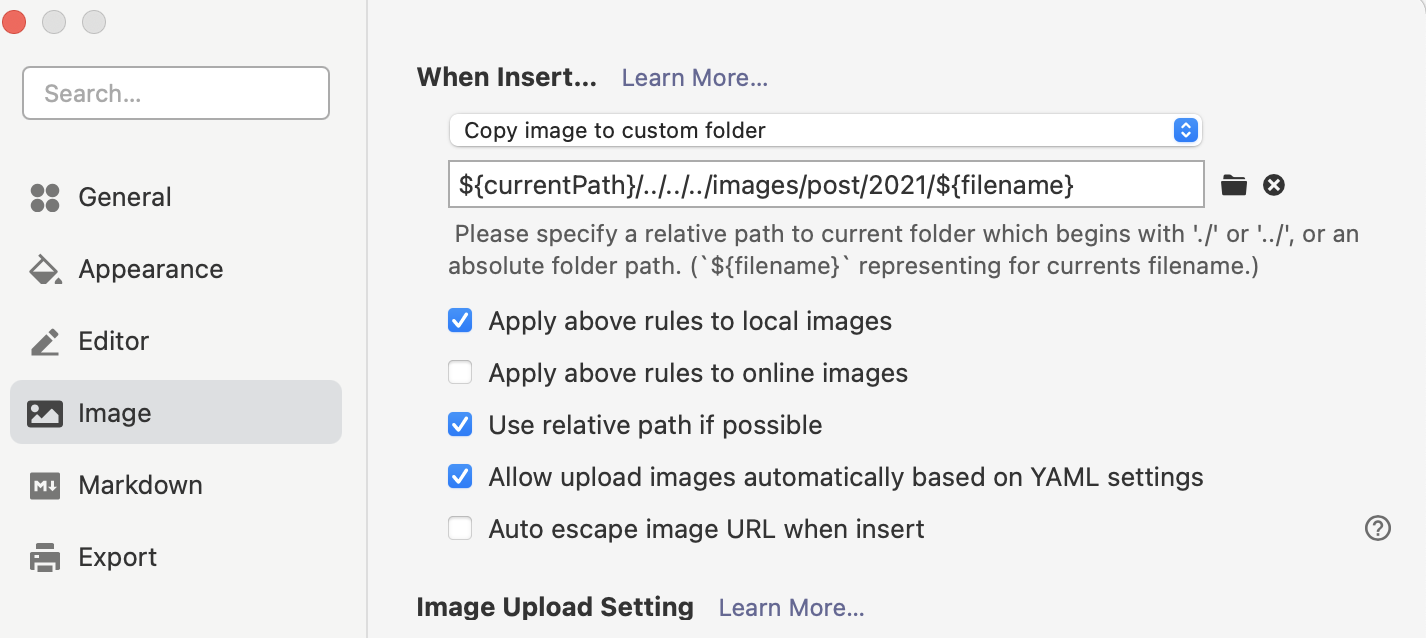 Search...
General
Appearance
Editor
Image
Markdown
Export
When Insert... Learn More...
Copy image to custom folder
${currentPath}/../../../images/post/2021/${filename}
Please specify a relative path to current folder which begins with './' or '../', or an
absolute folder path. (`${filename}` representing for currents filename.)
Apply above rules to local images
Apply above rules to online images
Use relative path if possible
Allow upload images automatically based on YAML settings
Auto escape image URL when insert
Image Upload Setting Learn More...